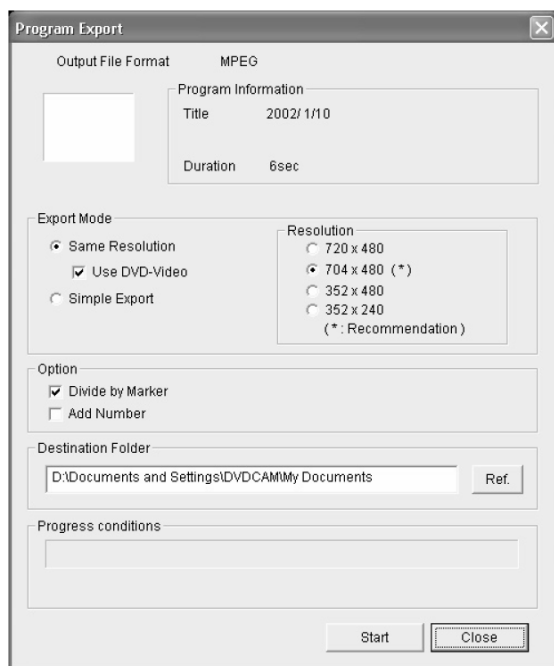 Program Export
Output File Format MPEG
Program Information
Title 2002/ 1/10
Duration 6sec
Export Mode
Same Resolution
Use DVD-Video
Simple Export
Resolution
720 x 480
704 x 480 (*)
352 x 480
352 x 240
(*: Recommendation)
Option
Divide by Marker
Add Number
Destination Folder
D:\Documents and Settings\DVDCAM\My Documents
Ref.
Progress conditions
Start Close